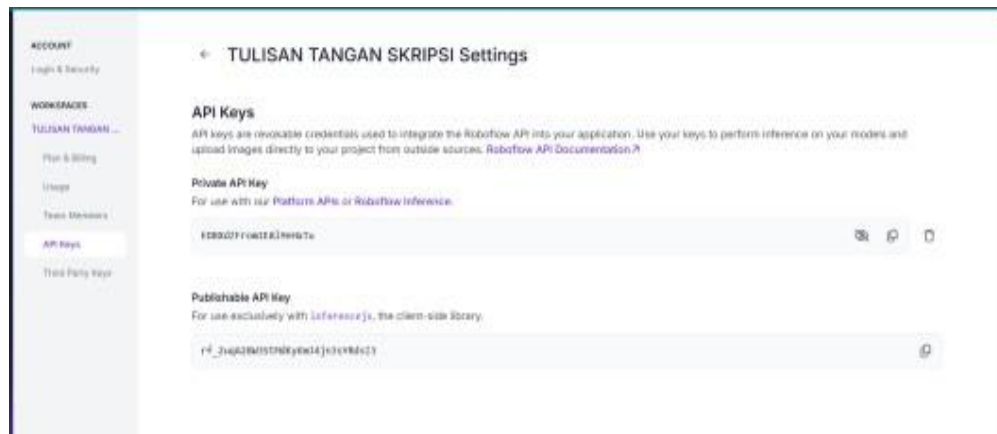 ACCOUNT
Login & Security
WORKSPACES
TULISAN TANGAN ...
Plan & Billing
Usage
Team Members
API Keys
Third Party Keys
← TULISAN TANGAN SKRIPSI Settings
API Keys
API keys are revokable credentials used to integrate the Roboflow API into your application. Use your keys to perform inference on your models and
upload images directly to your project from outside sources. Roboflow API Documentation ↗
Private API Key
For use with our Platform APIs or Roboflow Inference.
Publishable API Key
For use exclusively with inferencejs, the client-side library.